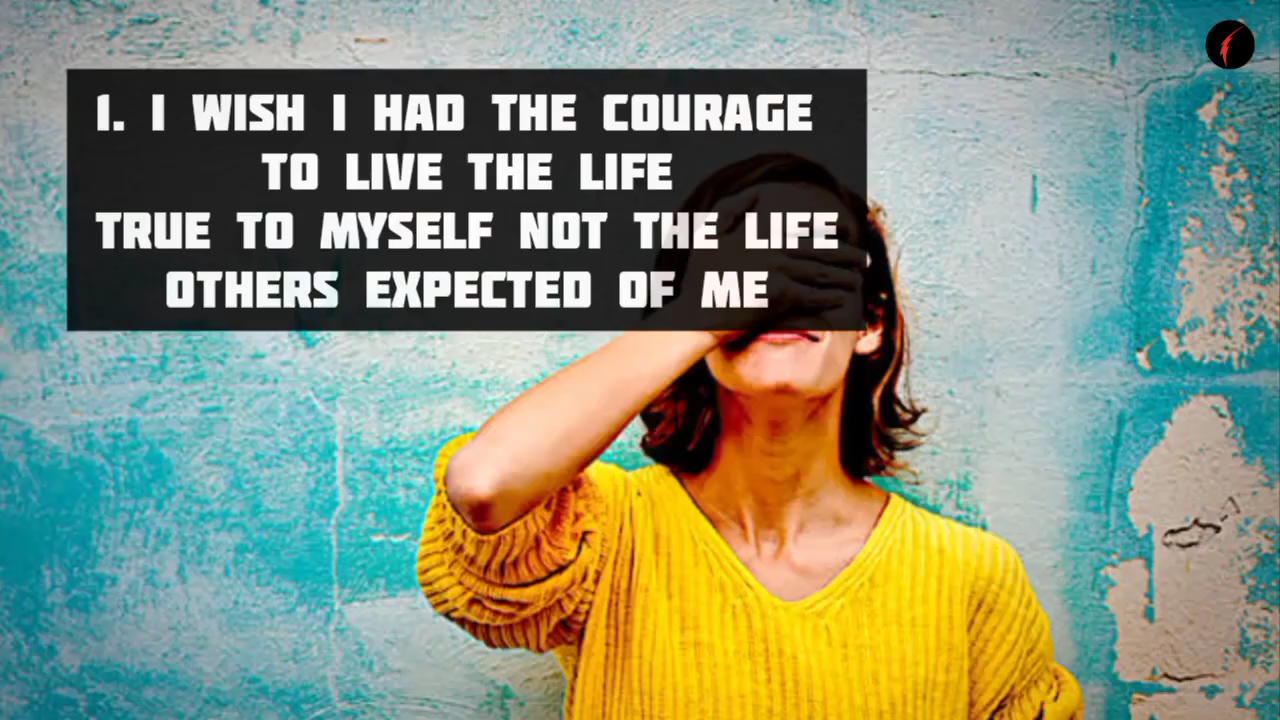 1. I WISH I HAD THE COURAGE
TO LIVE THE LIFE
TRUE TO MYSELF NOT THE LIFE
OTHERS EXPECTED OF ME